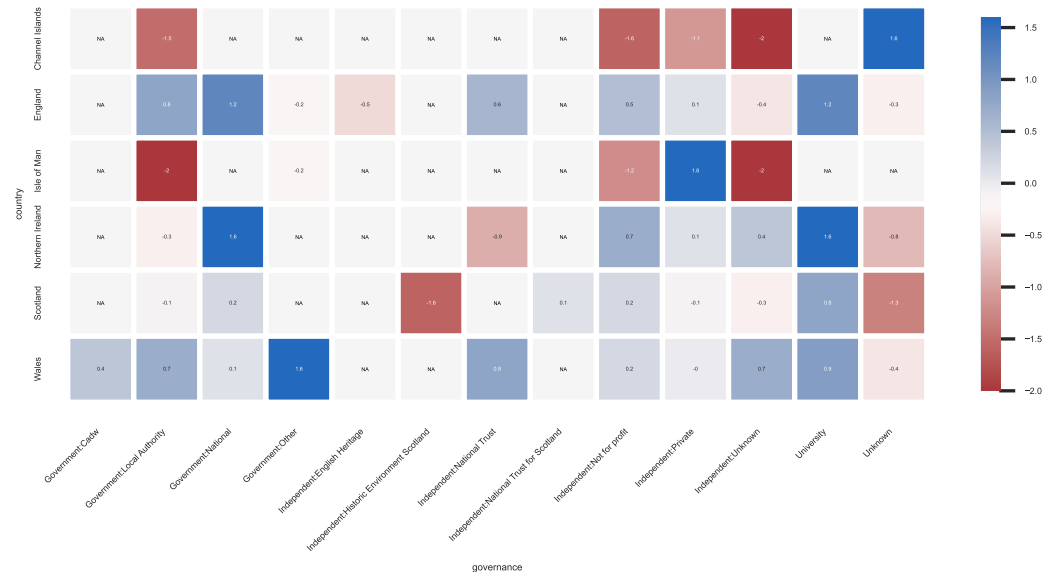 country
Channel Islands NA -1.5 NA NA NA NA NA NA -1.6 -1.1 -2 NA 1.6
England NA 0.8 1.2 -0.2 -0.5 NA 0.6 NA 0.5 0.1 -0.4 1.2 -0.3
Isle of Man NA -2 NA -0.2 NA NA NA NA -1.2 1.6 -2 NA NA
Northern Ireland NA -0.3 1.6 NA NA NA -0.9 NA 0.7 0.1 0.4 1.6 -0.8
Scotland NA -0.1 0.2 NA NA -1.6 NA 0.1 0.2 -0.1 -0.3 0.8 -1.3
Wales 0.4 0.7 0.1 1.6 NA NA NA 0.2 -0 0.7 0.9 -0.4
Government:Cadw
Government:Local Authority
Government:National
Government:Other
Independent:English Heritage
Independent:Historic Environment Scotland
Independent:National Trust
Independent:National Trust for Scotland
Independent:Not for profit
Independent:Private
Independent:Unknown
University
Unknown
governance
1.5
1.0
0.5
0.0
−0.5
−1.0
−1.5
−2.0